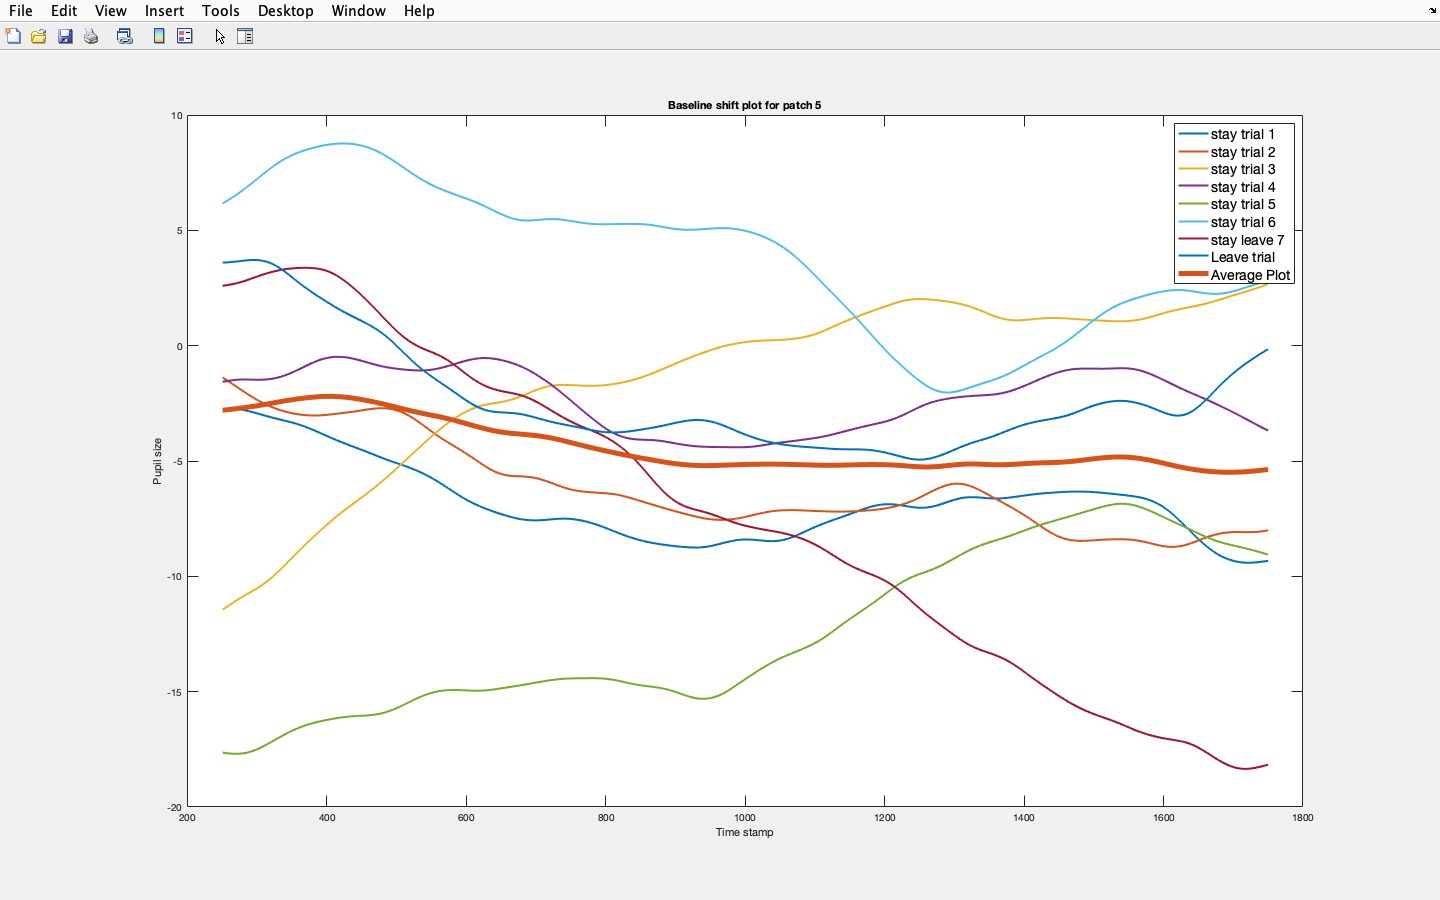 File Edit View Insert Tools Desktop Window Help
Baseline shift plot for patch 5
10
5
0
-5
-10
-15
-20
Pupil size
stay trial 1
stay trial 2
stay trial 3
stay trial 4
stay trial 5
stay trial 6
stay leave 7
Leave trial
Average Plot
200 400 600 800 1000 1200 1400 1600 1800
Time stamp